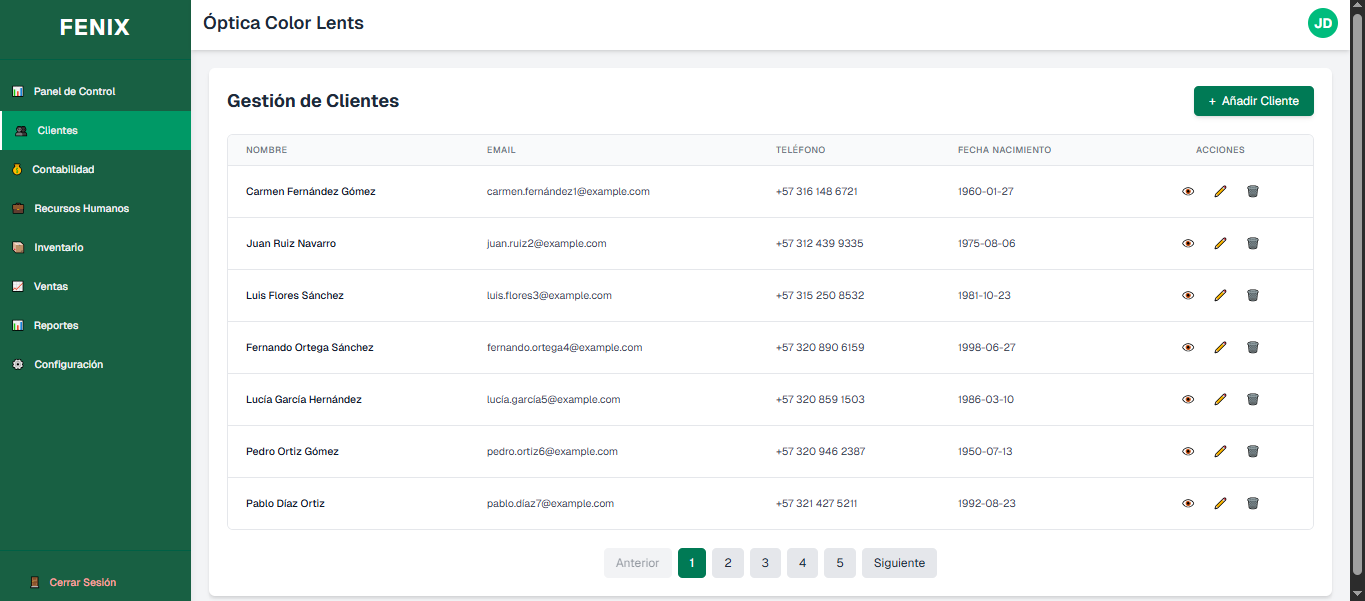 FENIX
Óptica Color Lents
JD
Panel de Control
Clientes
Contabilidad
Recursos Humanos
Inventario
Ventas
Reportes
Configuración
Cerrar Sesión
Gestión de Clientes
+ Añadir Cliente
NOMBRE EMAIL TELÉFONO FECHA NACIMIENTO ACCIONES
Carmen Fernández Gómez carmen.fernández1@example.com +57 316 148 6721 1960-01-27
Juan Ruiz Navarro juan.ruiz2@example.com +57 312 439 9335 1975-08-06
Luis Flores Sánchez luis.flores3@example.com +57 315 250 8532 1981-10-23
Fernando Ortega Sánchez fernando.ortega4@example.com +57 320 890 6159 1998-06-27
Lucía García Hernández lucía.garcía5@example.com +57 320 859 1503 1986-03-10
Pedro Ortiz Gómez pedro.ortiz6@example.com +57 320 946 2387 1950-07-13
Pablo Díaz Ortiz pablo.díaz7@example.com +57 321 427 5211 1992-08-23
Anterior 1 2 3 4 5 Siguiente